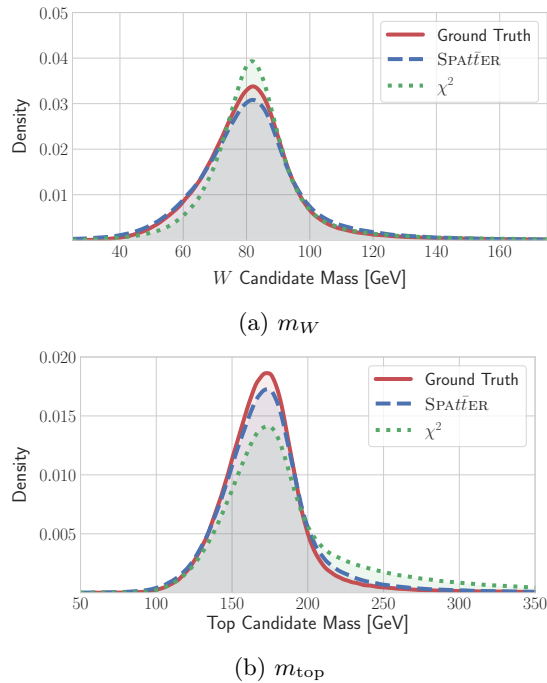 0.05
0.04
0.03
0.02
0.01
Density
Ground Truth
SPAtt̄ER
χ²
40 60 80 100 120 140 160
W Candidate Mass [GeV]
(a) m_W
0.020
0.015
0.010
0.005
Density
Ground Truth
SPAtt̄ER
χ²
50 100 150 200 250 300 350
Top Candidate Mass [GeV]
(b) m_top